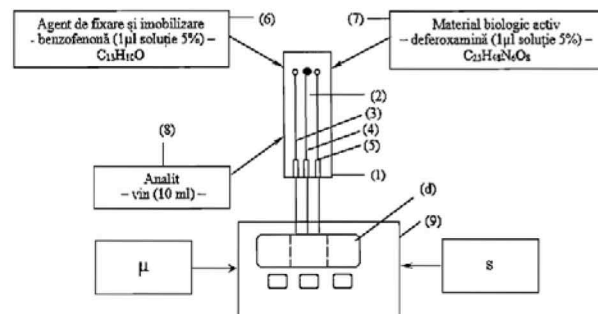 Agent de fixare și imobilizare
- benzofenonă (1µl soluție 5%) –
C₁₃H₁₀O
(6)
(7)
Material biologic activ
– deferoxamină (1µl soluție 5%) –
C₂₅H₄₈N₆O₈
(2)
(3)
(4)
(5)
(8)
Analit
– vin (10 ml) –
(1)
(d)
(9)
µ
s